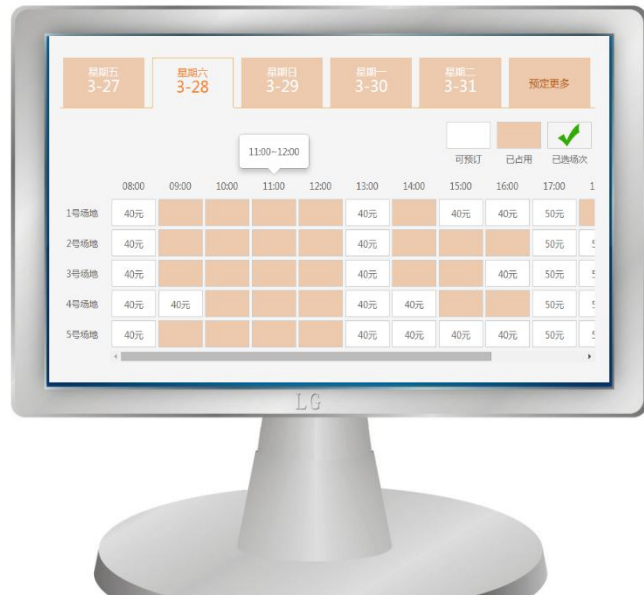 星期五 星期六 星期日 星期一 星期二 预定更多
3-27 3-28 3-29 3-30 3-31
可预订 已占用 已选场次
11:00~12:00
08:00 09:00 10:00 11:00 12:00 13:00 14:00 15:00 16:00 17:00 1
1号场地 40元 40元 40元 40元 50元
2号场地 40元 40元 50元 5
3号场地 40元 40元 40元 50元 5
4号场地 40元 40元 40元 40元 50元 5
5号场地 40元 40元 40元 40元 40元 50元 5
LG